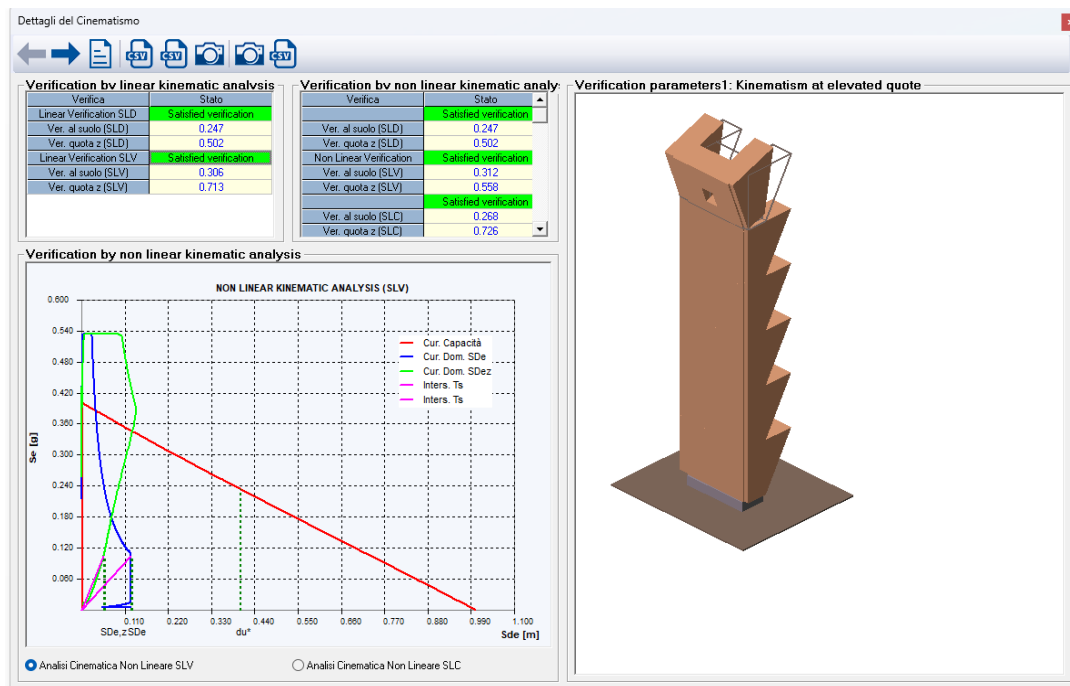 Dettagli del Cinematismo
CSV CSV CSV
Verification by linear kinematic analysis
Verifica Stato
Linear Verification SLD Satisfied verification
Ver. al suolo (SLD) 0.247
Ver. quota z (SLD) 0.502
Linear Verification SLV Satisfied verification
Ver. al suolo (SLV) 0.306
Ver. quota z (SLV) 0.713
Verification by non linear kinematic analy
Verifica Stato
Satisfied verification
Ver. al suolo (SLD) 0.247
Ver. quota z (SLD) 0.502
Non Linear Verification Satisfied verification
Ver. al suolo (SLV) 0.312
Ver. quota z (SLV) 0.558
Satisfied verification
Ver. al suolo (SLC) 0.268
Ver. quota z (SLC) 0.726
Verification parameters1: Kinematism at elevated quote
Verification by non linear kinematic analysis
NON LINEAR KINEMATIC ANALYSIS (SLV)
0.600
0.540
0.480
0.420
0.360
0.300
0.240
0.180
0.120
0.060
Se [g]
Cur. Capacità
Cur. Dom. SDe
Cur. Dom. SDez
Inters. Ts
Inters. Ts
0.110 0.220 0.330 0.440 0.550 0.660 0.770 0.880 0.990 1.100
SDe,z SDe du* Sde [m]
Analisi Cinematica Non Lineare SLV
Analisi Cinematica Non Lineare SLC